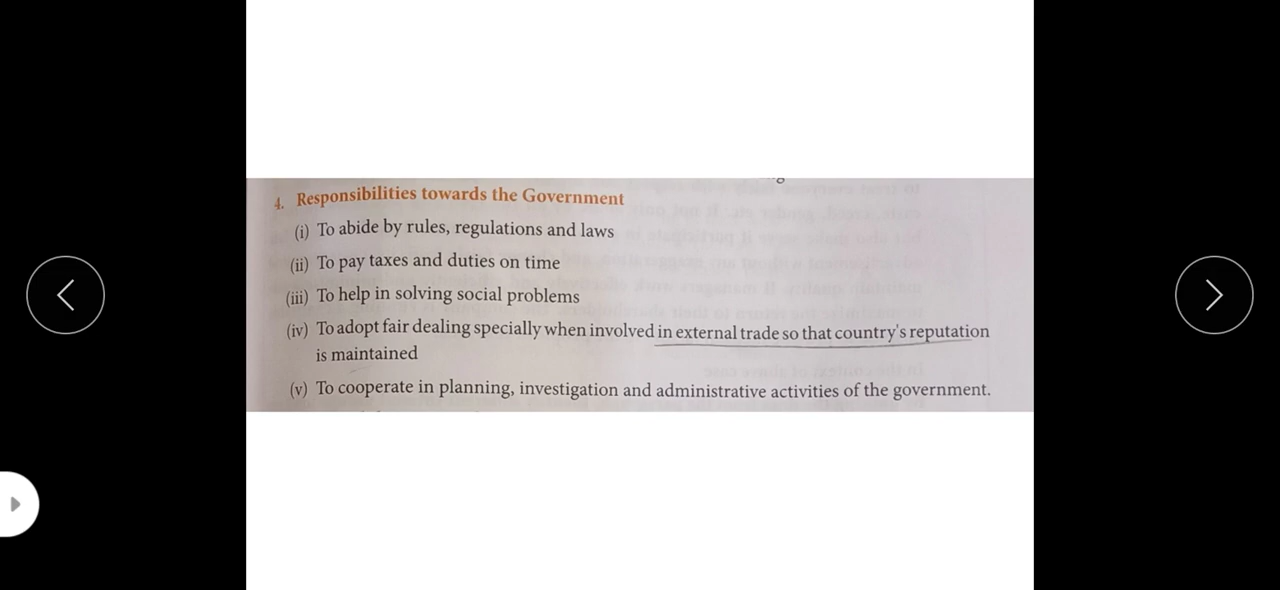 4. Responsibilities towards the Government
(i) To abide by rules, regulations and laws
(ii) To pay taxes and duties on time
(iii) To help in solving social problems
(iv) To adopt fair dealing specially when involved in external trade so that country's reputation
is maintained
(v) To cooperate in planning, investigation and administrative activities of the government.